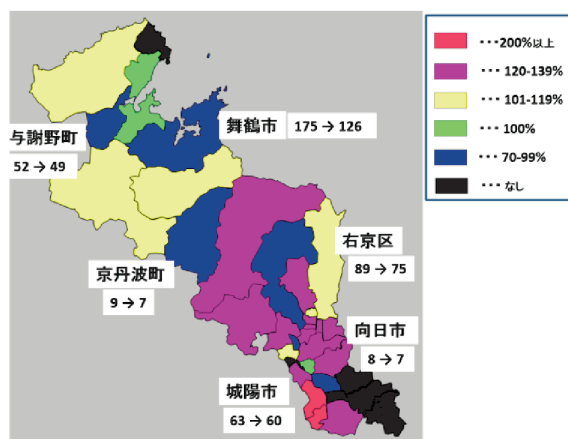 ･･･200%以上
･･･120-139%
･･･101-119%
･･･100%
･･･70-99%
･･･なし
与謝野町
52 → 49
舞鶴市
175 → 126
右京区
89 → 75
京丹波町
9 → 7
向日市
8 → 7
城陽市
63 → 60